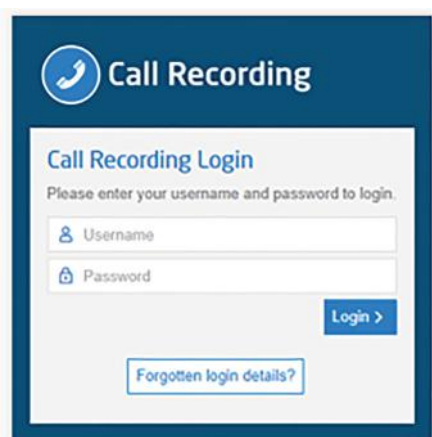 Call Recording
Call Recording Login
Please enter your username and password to login.
Username
Password
Login >
Forgotten login details?